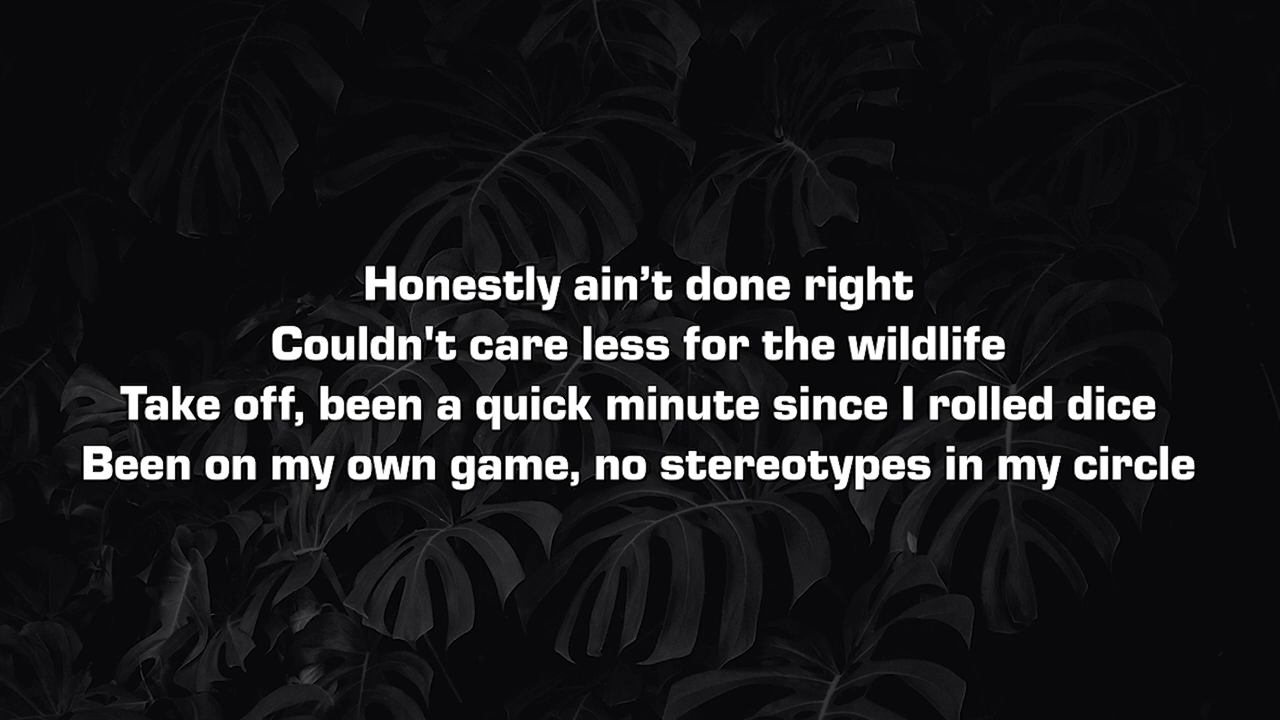 Honestly ain’t done right
Couldn't care less for the wildlife
Take off, been a quick minute since I rolled dice
Been on my own game, no stereotypes in my circle